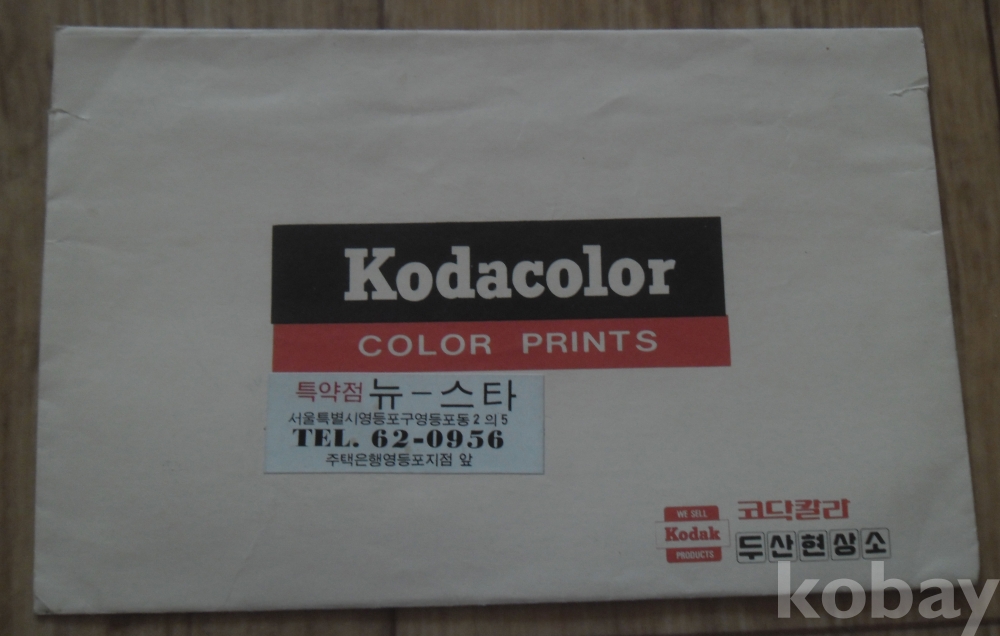 Kodacolor
COLOR PRINTS
특약점 뉴-스타
서울특별시영등포구영등포동2의5
TEL. 62-0956
주택은행영등포지점 앞
WE SELL
Kodak
PRODUCTS
코닥칼라
두산현상소
kobay